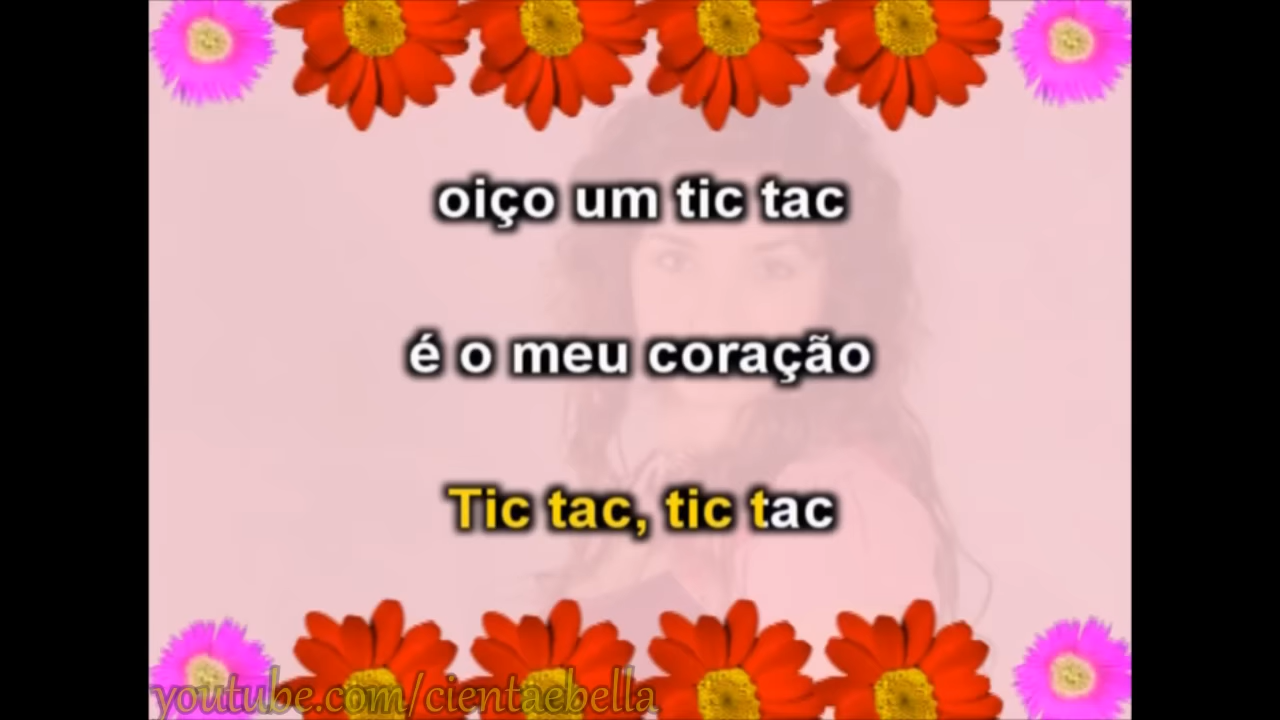 oiço um tic tac
é o meu coração
Tic tac, tic tac
youtube.com/cientaebella